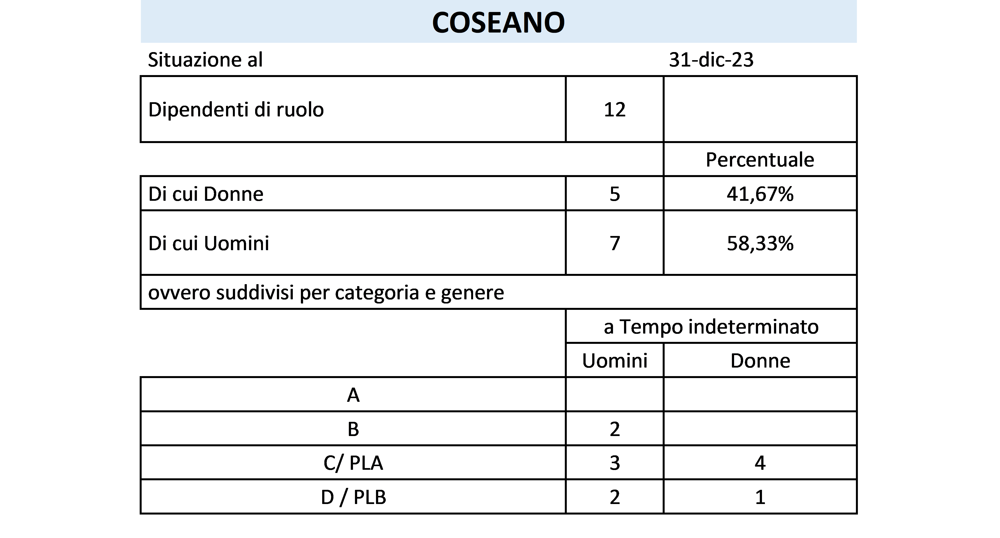 COSEANO
Situazione al 31-dic-23
Dipendenti di ruolo 12
Percentuale
Di cui Donne 5 41,67%
Di cui Uomini 7 58,33%
ovvero suddivisi per categoria e genere
a Tempo indeterminato
Uomini Donne
A
B 2
C/ PLA 3 4
D / PLB 2 1